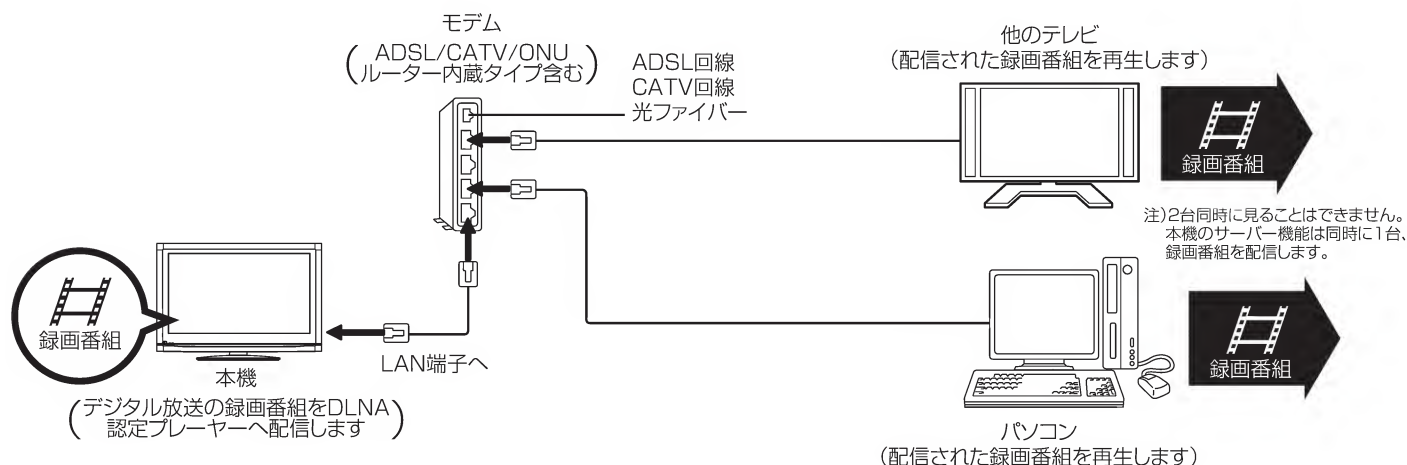 モデム
(ADSL/CATV/ONU
ルーター内蔵タイプ含む)
ADSL回線
CATV回線
光ファイバー
他のテレビ
(配信された録画番組を再生します)
録画番組
注)2台同時に見ることはできません。
本機のサーバー機能は同時に1台、
録画番組を配信します。
録画番組
LAN端子へ
本機
(デジタル放送の録画番組をDLNA
認定プレーヤーへ配信します)
録画番組
パソコン
(配信された録画番組を再生します)